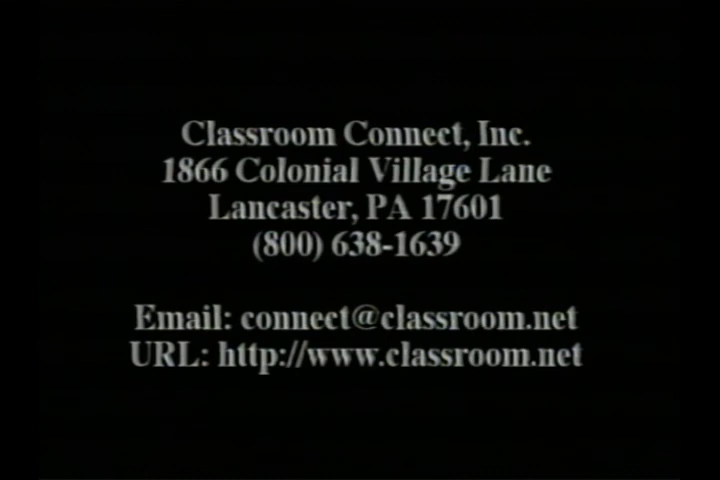 Classroom Connect, Inc.
1866 Colonial Village Lane
Lancaster, PA 17601
(800) 638-1639
Email: connect@classroom.net
URL: http://www.classroom.net